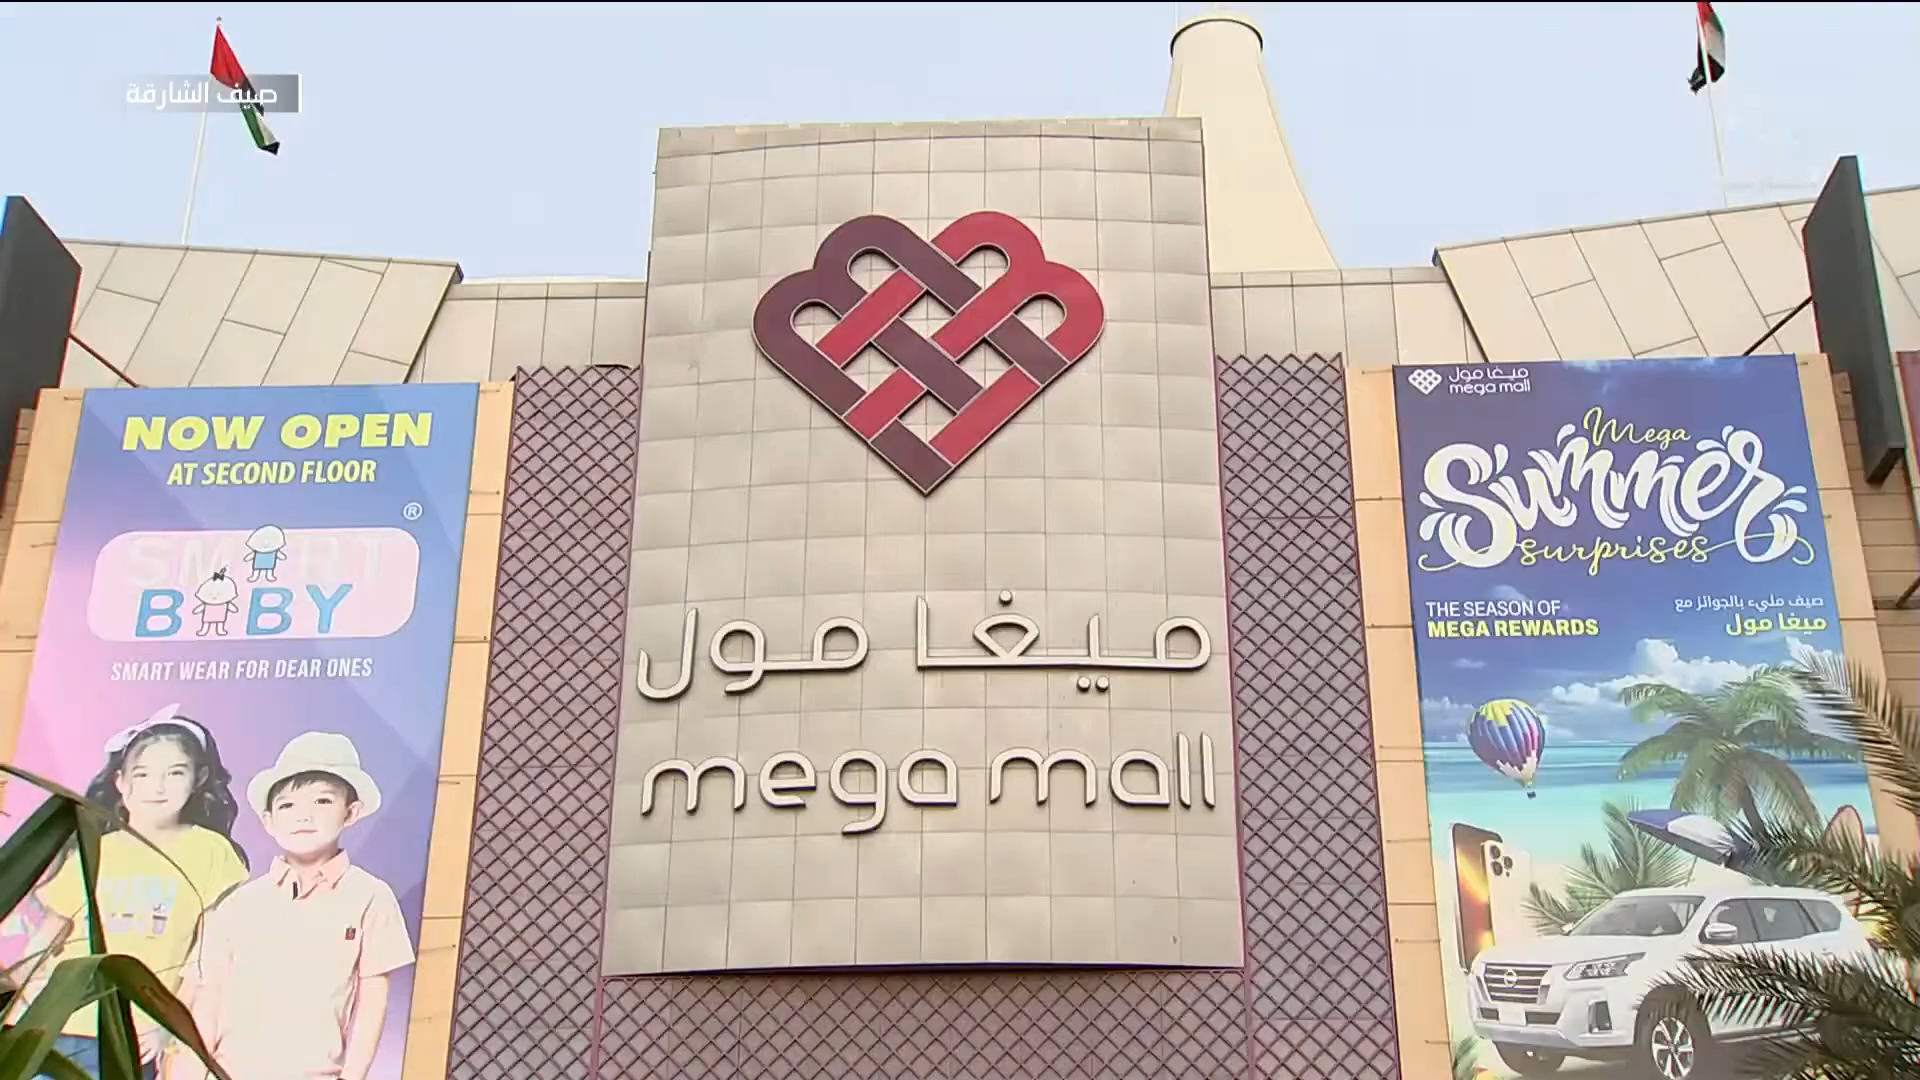 صيف الشارقة
NOW OPEN
AT SECOND FLOOR
®
SMART
BABY
SMART WEAR FOR DEAR ONES
ميغا مول
mega mall
ميغا مول
mega mall
Mega
Summer
surprises
THE SEASON OF
MEGA REWARDS
صيف مليء بالجوائز مع
ميغا مول